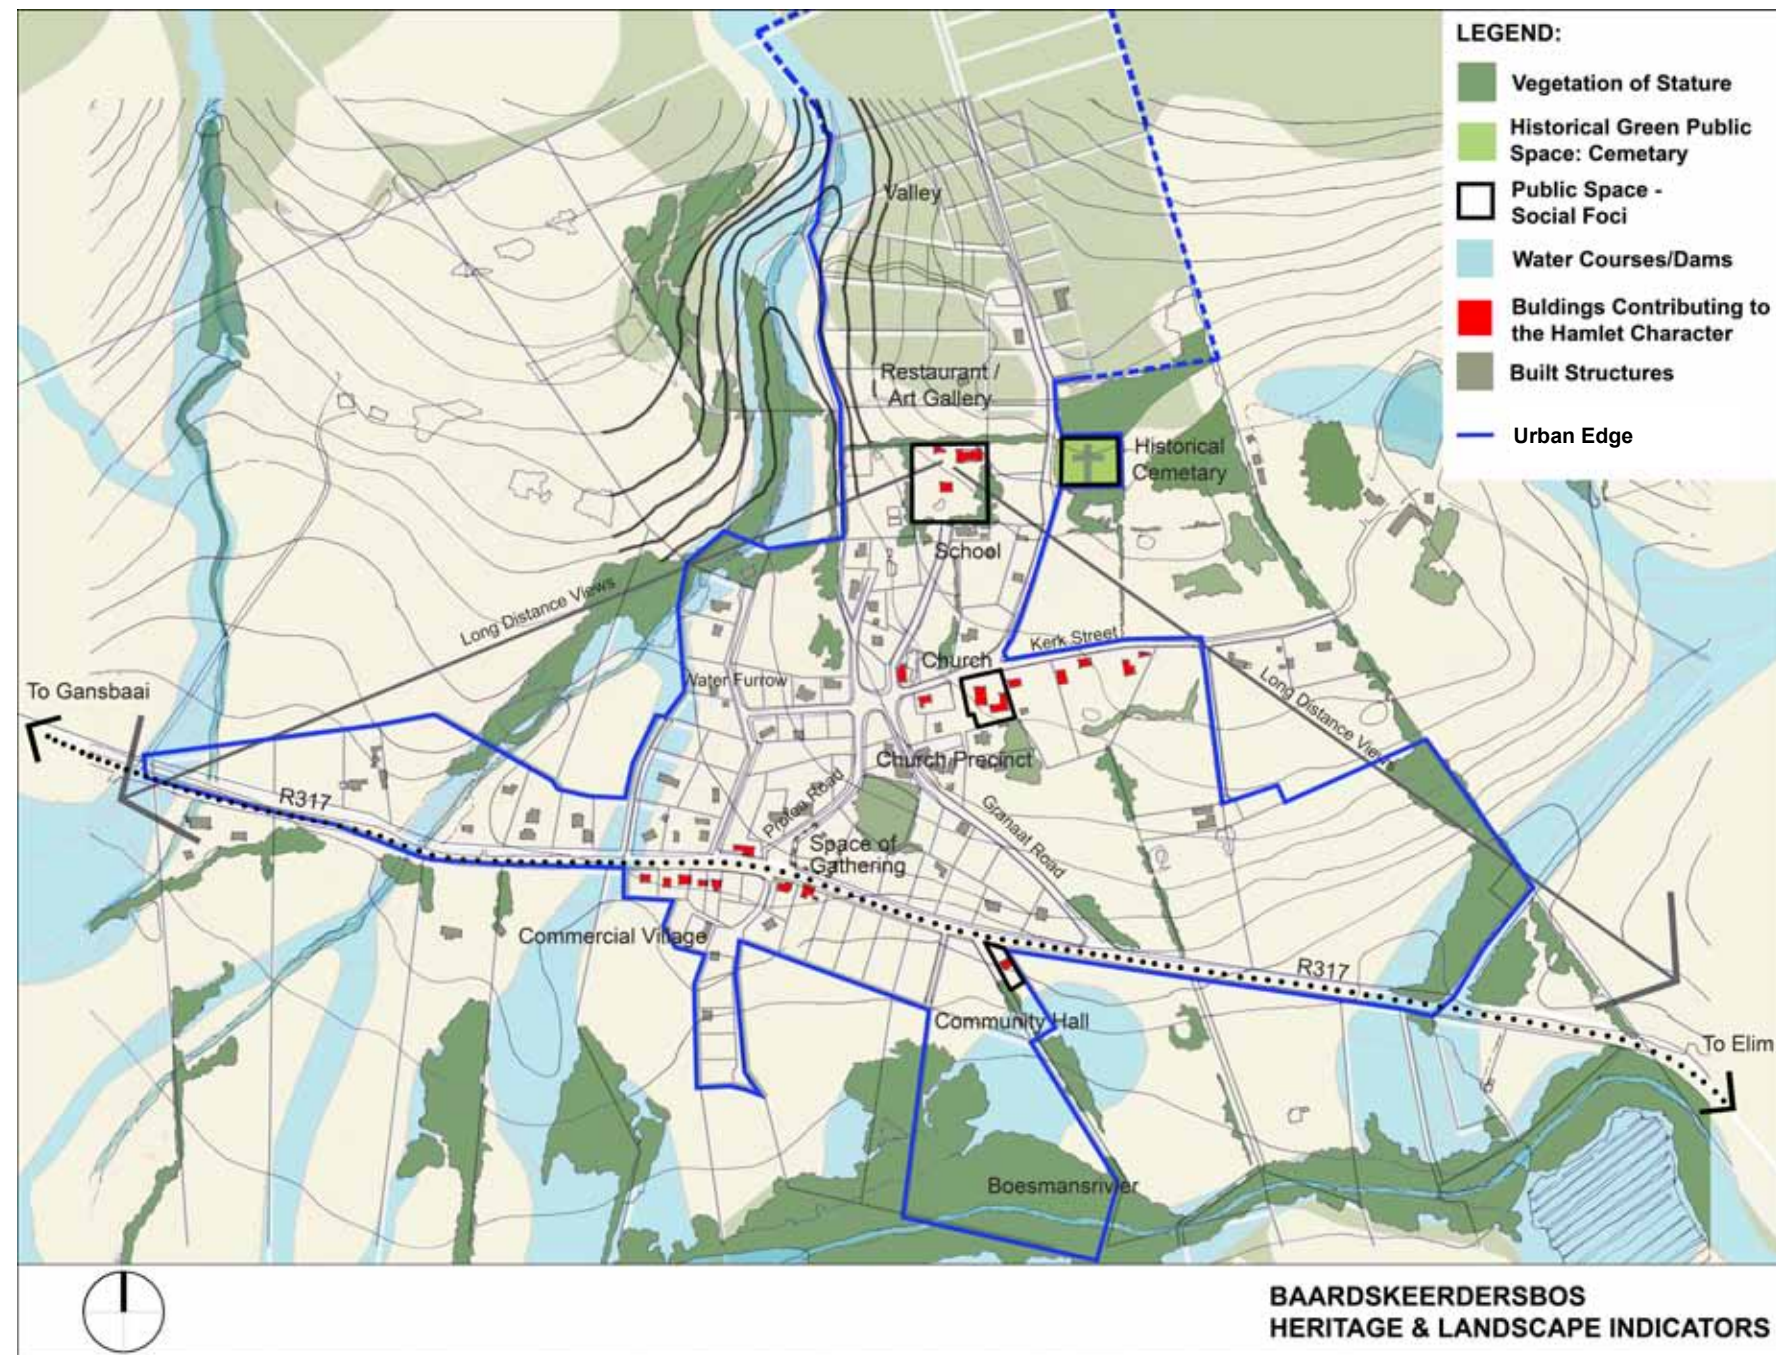 LEGEND:
Vegetation of Stature
Historical Green Public
Space: Cemetary
Public Space -
Social Foci
Water Courses/Dams
Buldings Contributing to
the Hamlet Character
Built Structures
Urban Edge
Valley
Restaurant /
Art Gallery
Historical
Cemetary
School
Long Distance Views
Kerk Street
Church
Water Furrow
To Gansbaai
Long Distance Views
Church Precinct
R317
Protea Road
Granaat Road
Space of
Gathering
Commercial Village
R317
Community Hall
To Elim
Boesmansrivier
BAARDSKEERDERSBOS
HERITAGE & LANDSCAPE INDICATORS